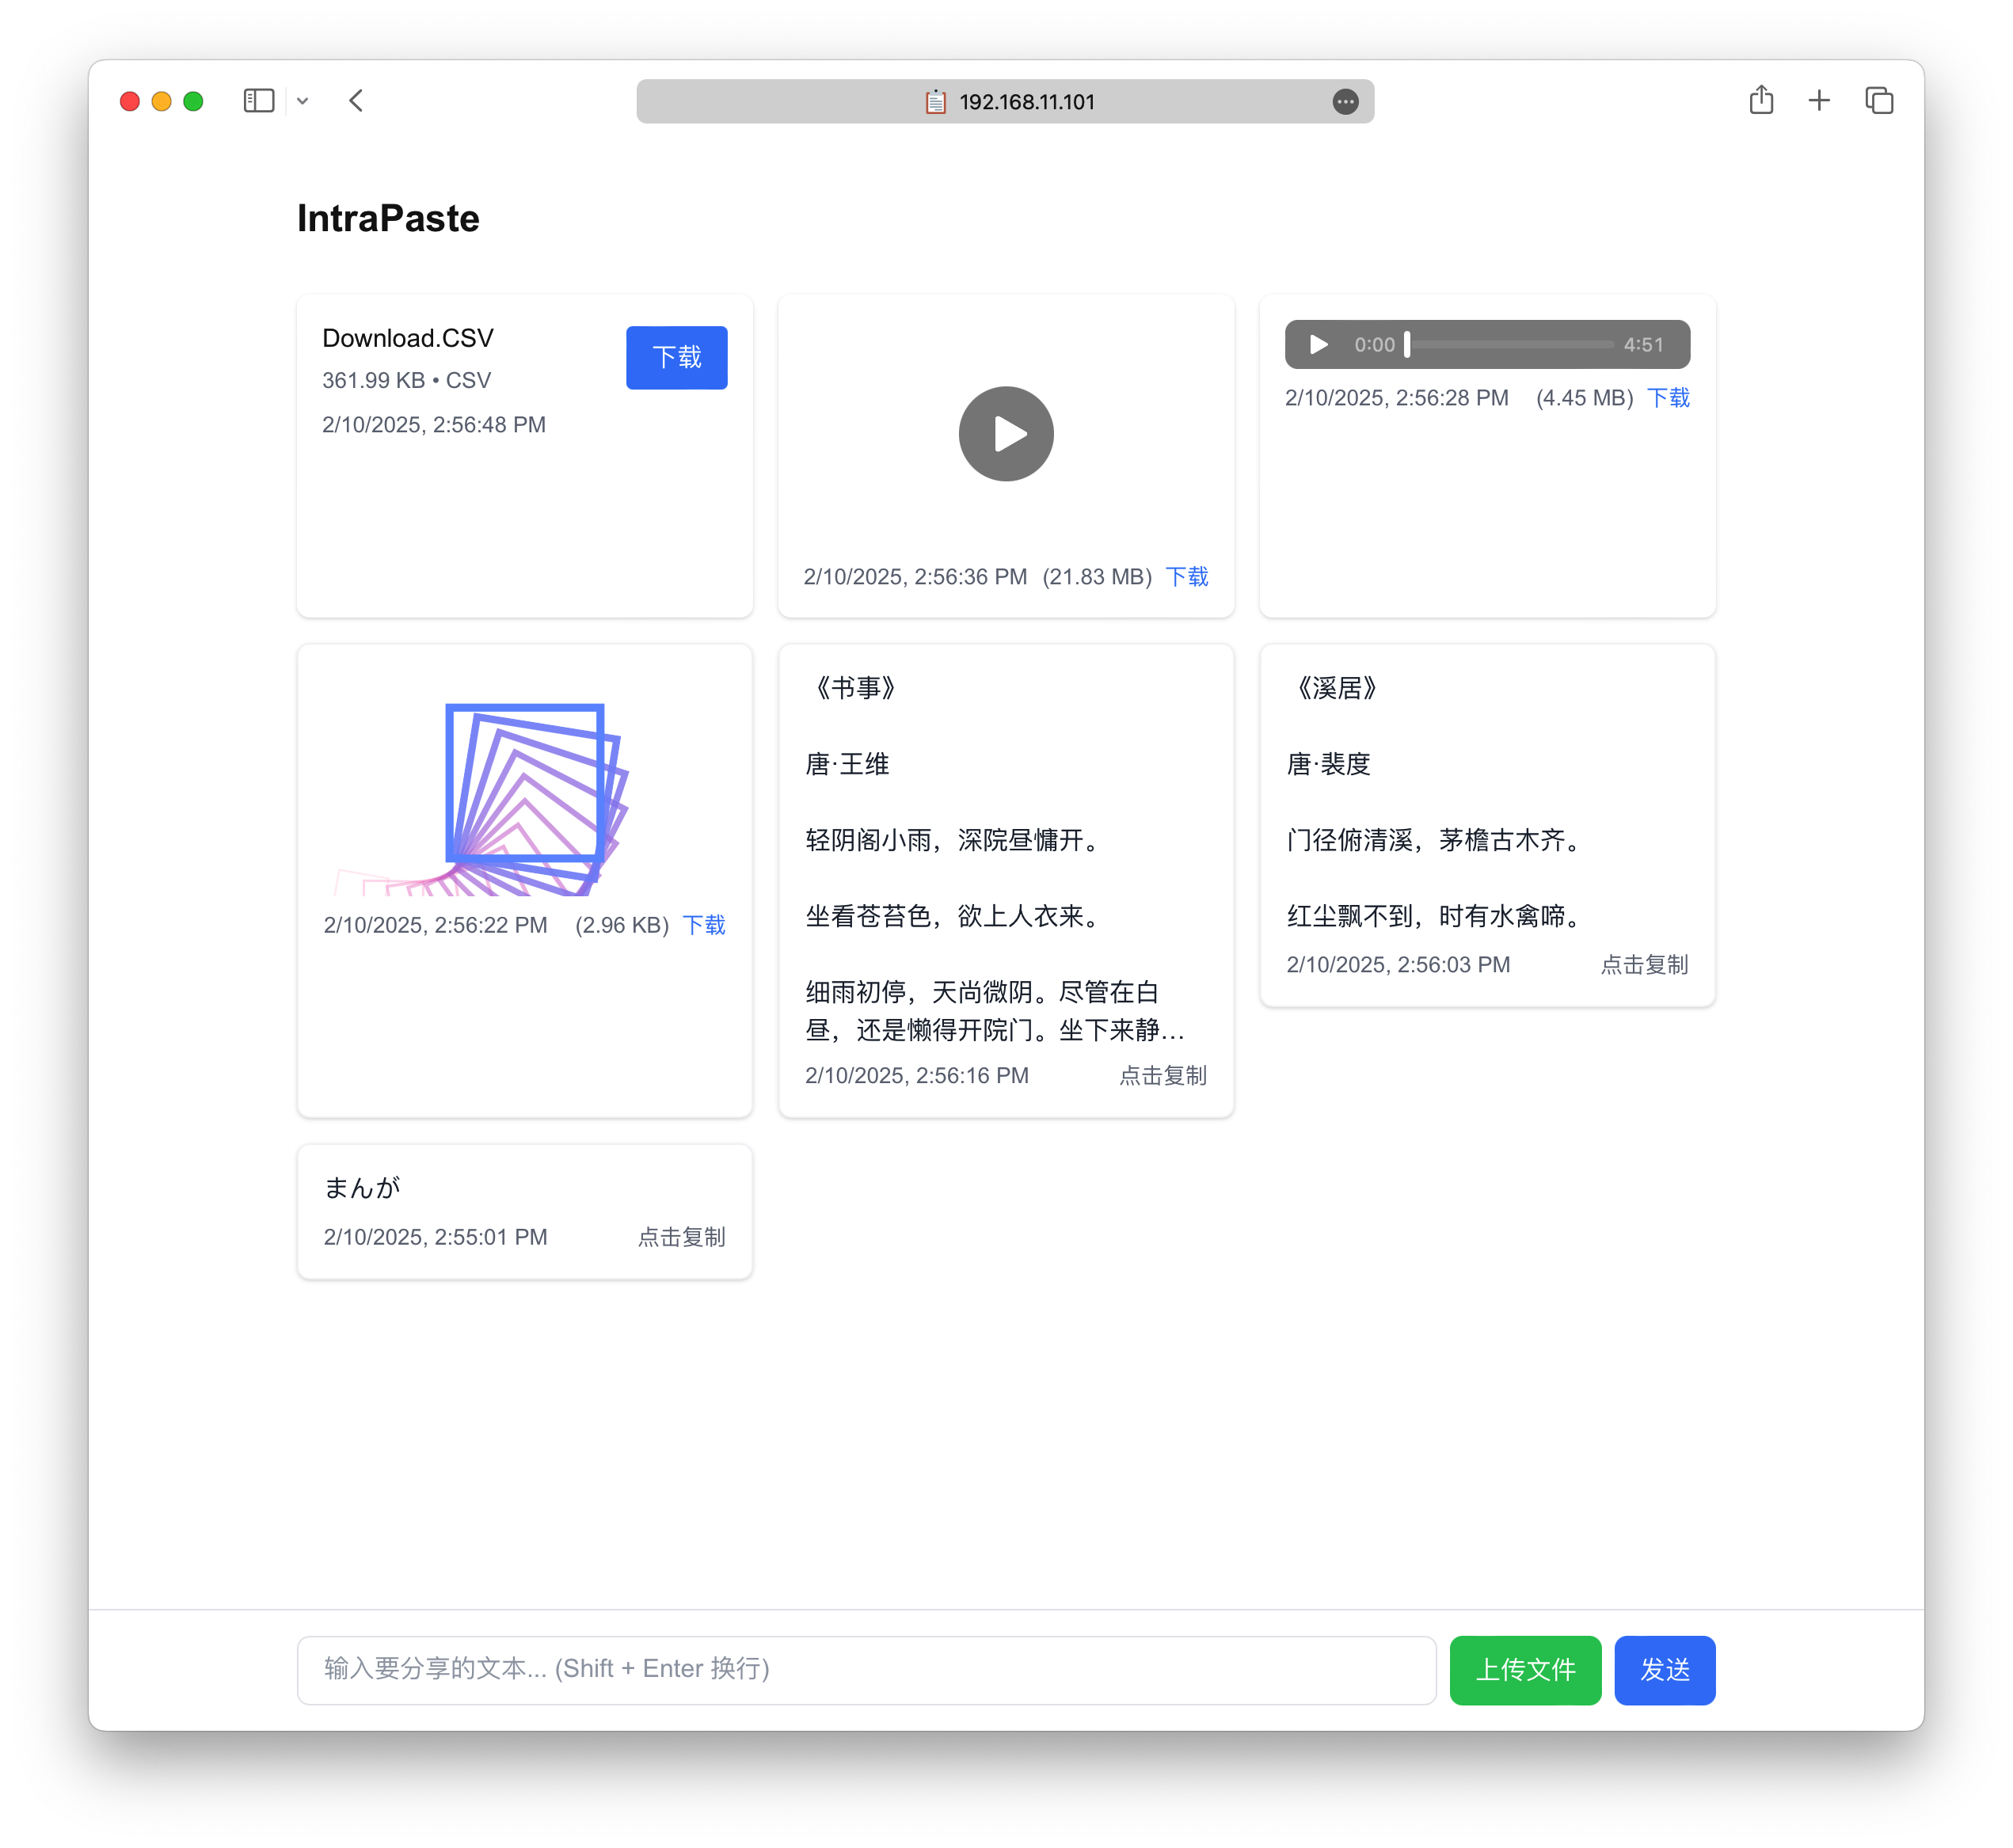 192.168.11.101
IntraPaste
Download.CSV
下载
361.99 KB • CSV
2/10/2025, 2:56:48 PM
2/10/2025, 2:56:36 PM (21.83 MB) 下载
0:00 4:51
2/10/2025, 2:56:28 PM (4.45 MB) 下载
2/10/2025, 2:56:22 PM (2.96 KB) 下载
《书事》
唐·王维
轻阴阁小雨，深院昼慵开。
坐看苍苔色，欲上人衣来。
细雨初停，天尚微阴。尽管在白
昼，还是懒得开院门。坐下来静...
2/10/2025, 2:56:16 PM 点击复制
《溪居》
唐·裴度
门径俯清溪，茅檐古木齐。
红尘飘不到，时有水禽啼。
2/10/2025, 2:56:03 PM 点击复制
まんが
2/10/2025, 2:55:01 PM 点击复制
输入要分享的文本... (Shift + Enter 换行)
上传文件
发送